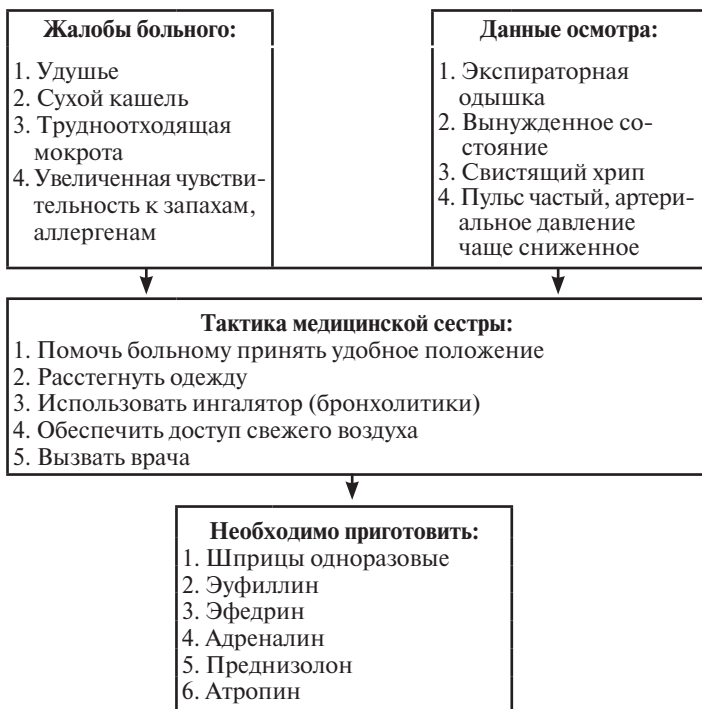 Жалобы больного:
1. Удушье
2. Сухой кашель
3. Трудноотходящая
мокрота
4. Увеличенная чувстви-
тельность к запахам,
аллергенам
Данные осмотра:
1. Экспираторная
одышка
2. Вынужденное со-
стояние
3. Свистящий хрип
4. Пульс частый, артери-
альное давление
чаще сниженное
Тактика медицинской сестры:
1. Помочь больному принять удобное положение
2. Расстегнуть одежду
3. Использовать ингалятор (бронхолитики)
4. Обеспечить доступ свежего воздуха
5. Вызвать врача
Необходимо приготовить:
1. Шприцы одноразовые
2. Эуфиллин
3. Эфедрин
4. Адреналин
5. Преднизолон
6. Атропин